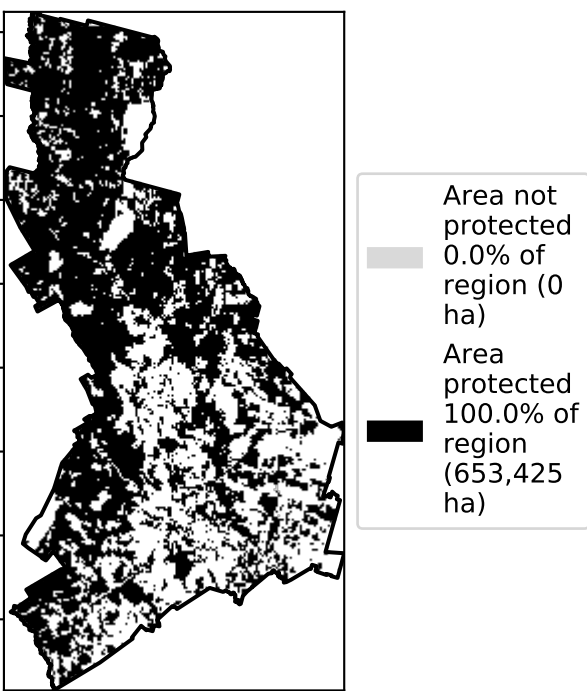 Area not
protected
0.0% of
region (0
ha)
Area
protected
100.0% of
region
(653,425
ha)